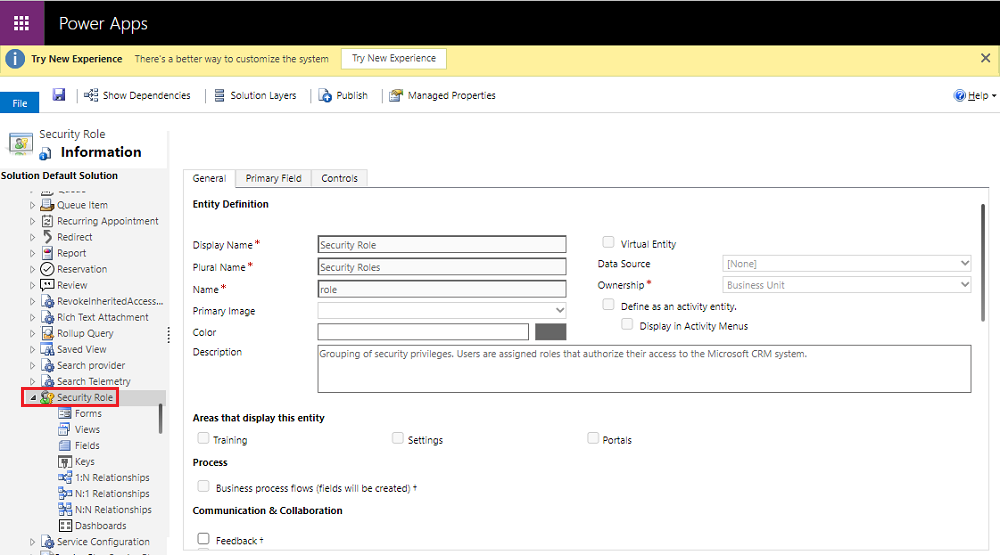 Power Apps
Try New Experience There's a better way to customize the system Try New Experience
File Show Dependencies Solution Layers Publish Managed Properties Help
Security Role
Information
Solution Default Solution
Queue Item
Recurring Appointment
Redirect
Report
Reservation
Review
RevokeInheritedAccess...
Rich Text Attachment
Rollup Query
Saved View
Search provider
Search Telemetry
Security Role
Forms
Views
Fields
Keys
1:N Relationships
N:1 Relationships
N:N Relationships
Dashboards
Service Configuration
General Primary Field Controls
Entity Definition
Display Name* Security Role
Plural Name* Security Roles
Name* role
Primary Image
Color
Virtual Entity
Data Source [None]
Ownership* Business Unit
Define as an activity entity.
Display in Activity Menus
Description Grouping of security privileges. Users are assigned roles that authorize their access to the Microsoft CRM system.
Areas that display this entity
Training Settings Portals
Process
Business process flows (fields will be created) †
Communication & Collaboration
Feedback †